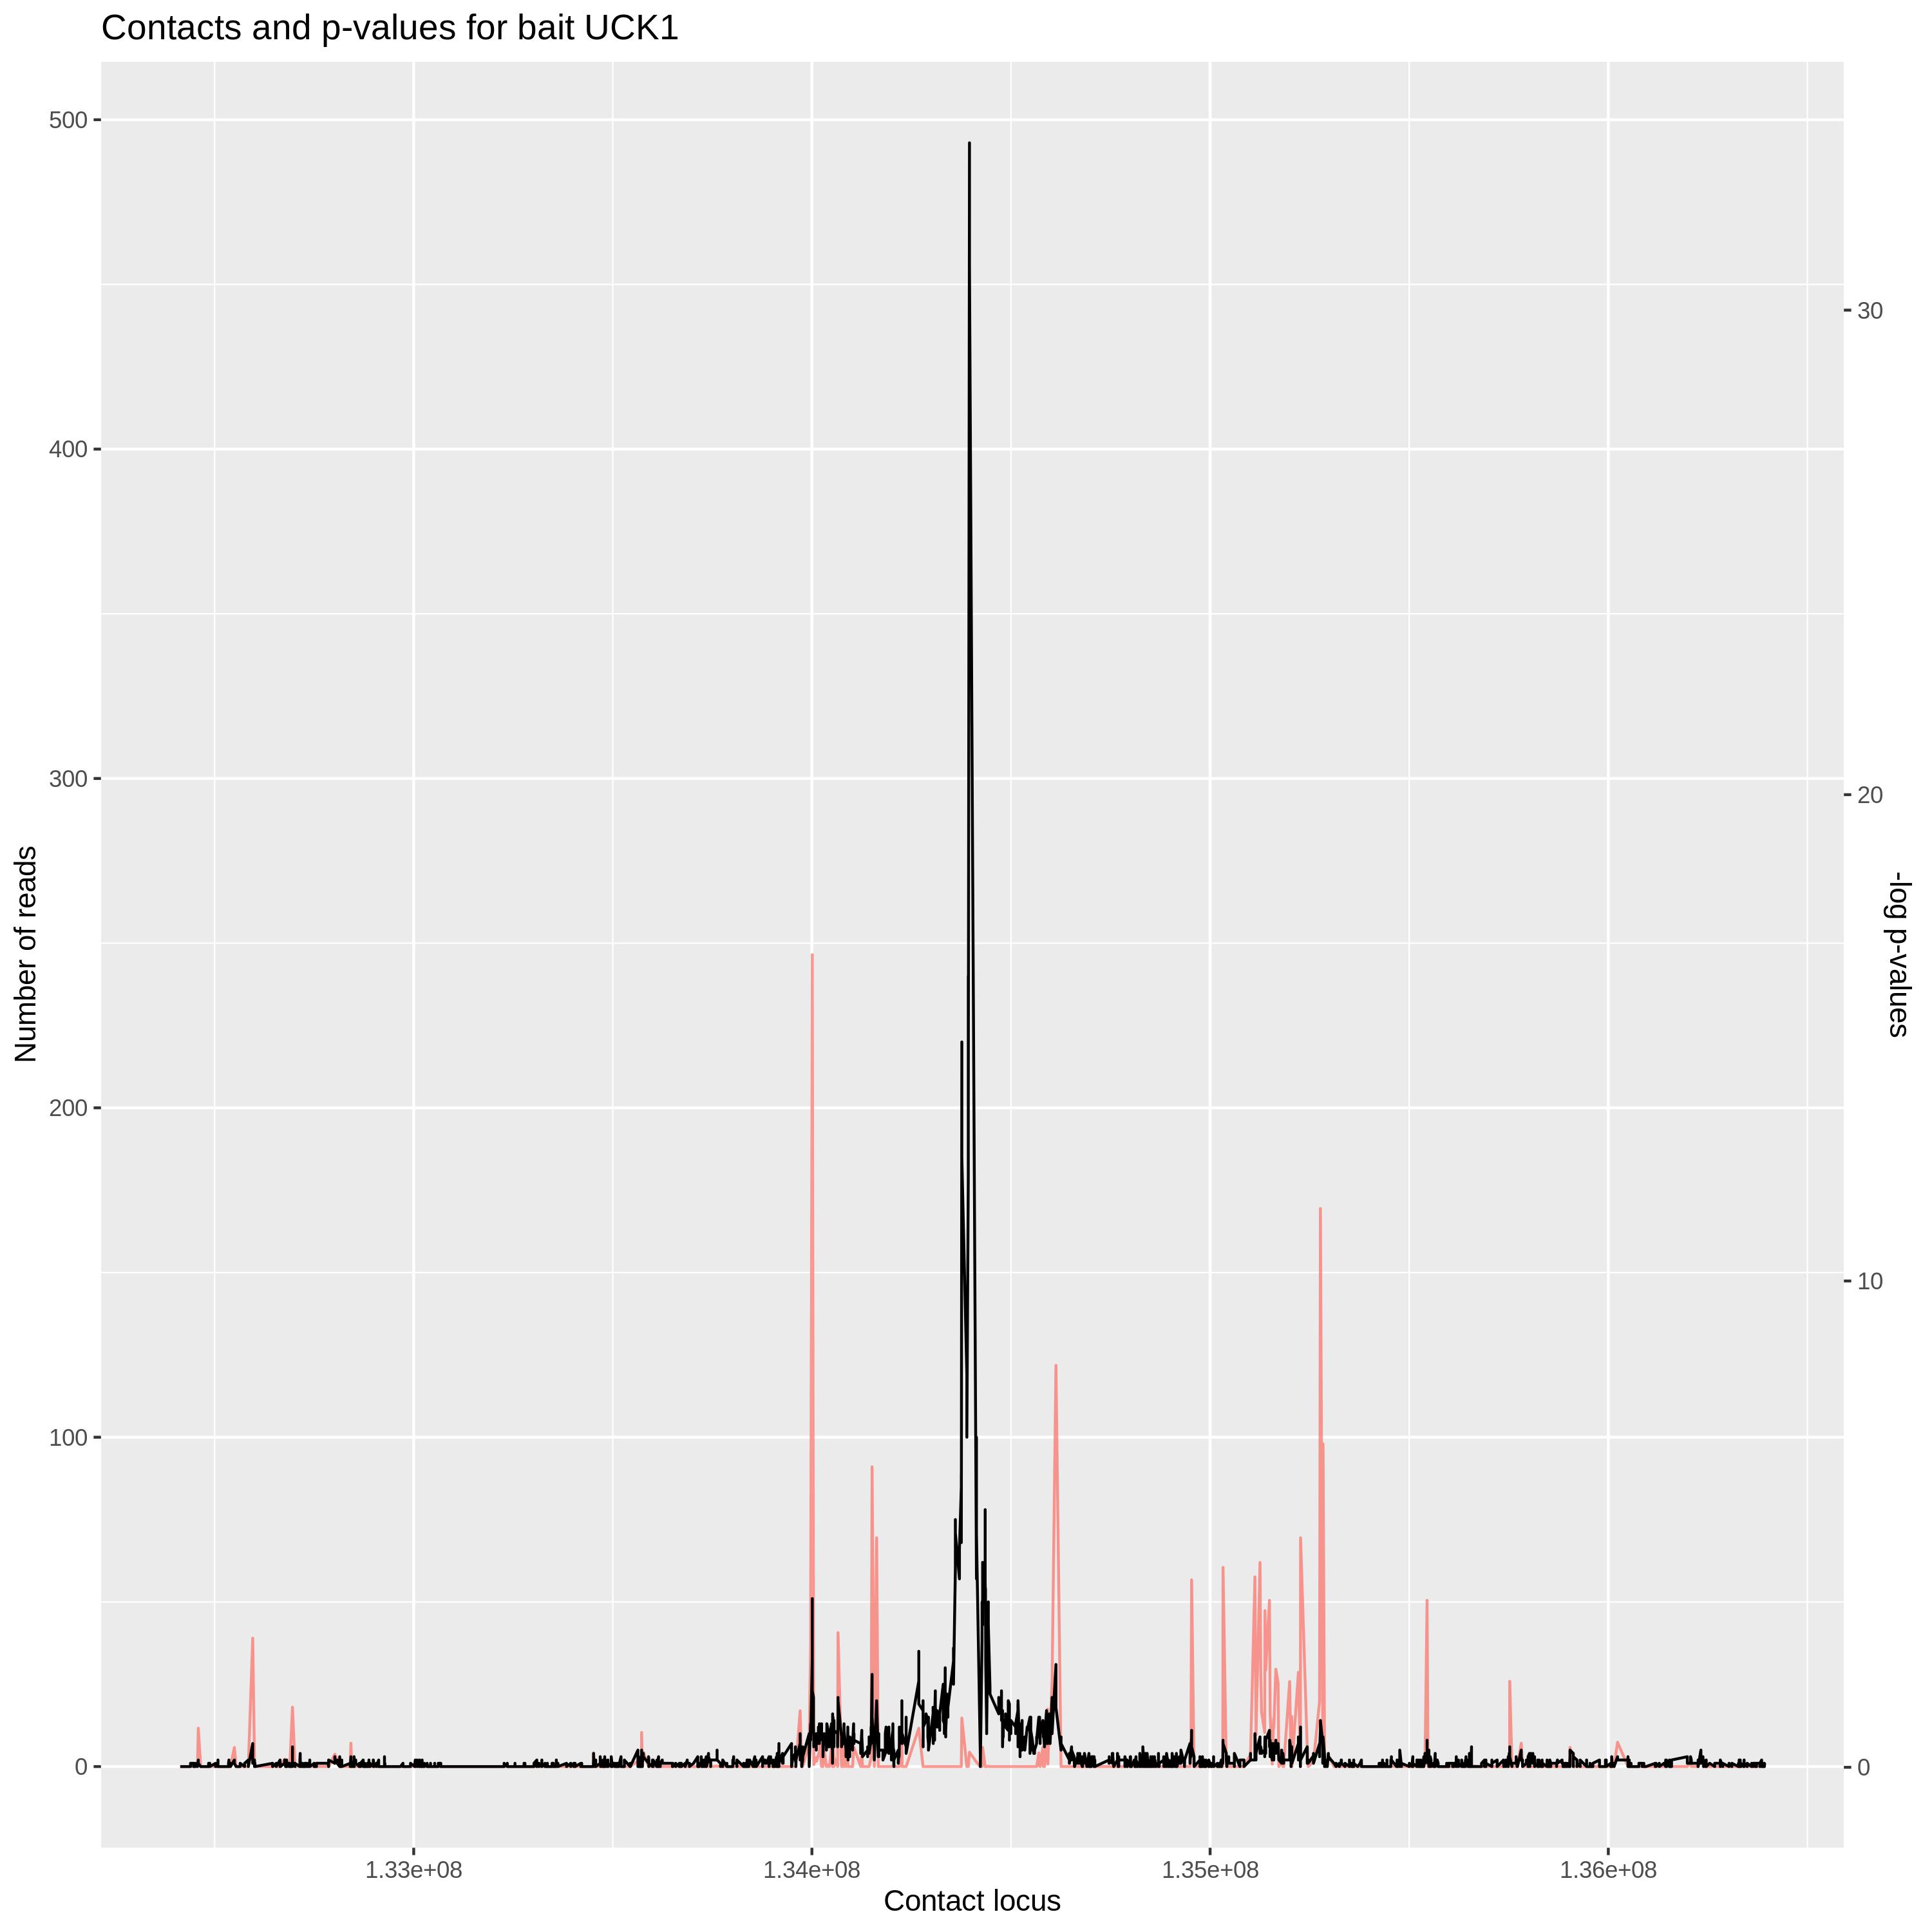 Contacts and p-values for bait UCK1
500
400
300
200
100
0
Number of reads
30
20
10
0
-log p-values
1.33e+08 1.34e+08 1.35e+08 1.36e+08
Contact locus